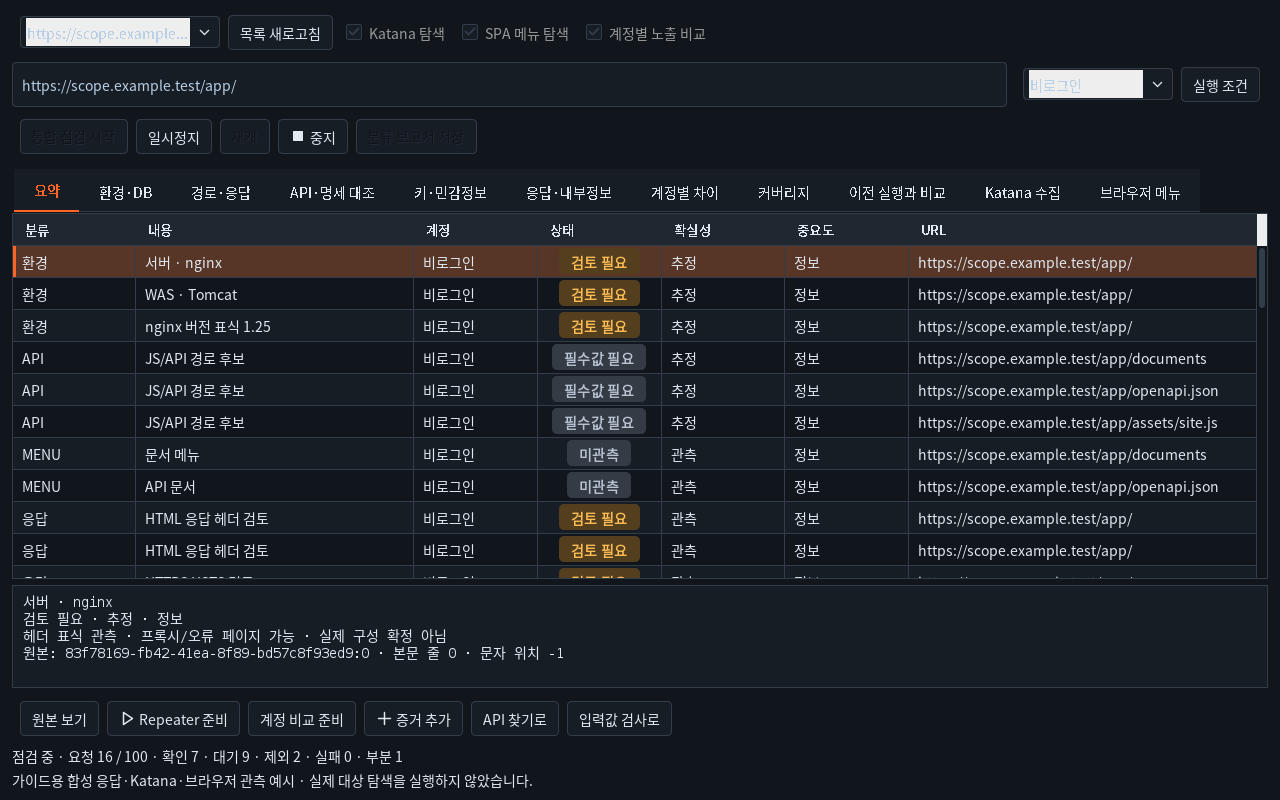 https://scope.example... 목록 새로고침 Katana 탐색 SPA 메뉴 탐색 계정별 노출 비교
https://scope.example.test/app/ 비로그인 실행 조건
통합 점검 시작 일시정지 재개 중지 분류 보고서 저장
요약 환경·DB 경로·응답 API·명세 대조 키·민감정보 응답·내부정보 계정별 차이 커버리지 이전 실행과 비교 Katana 수집 브라우저 메뉴
분류 내용 계정 상태 확실성 중요도 URL
환경 서버 · nginx 비로그인 검토 필요 추정 정보 https://scope.example.test/app/
환경 WAS · Tomcat 비로그인 검토 필요 추정 정보 https://scope.example.test/app/
환경 nginx 버전 표식 1.25 비로그인 검토 필요 추정 정보 https://scope.example.test/app/
API JS/API 경로 후보 비로그인 필수값 필요 추정 정보 https://scope.example.test/app/documents
API JS/API 경로 후보 비로그인 필수값 필요 추정 정보 https://scope.example.test/app/openapi.json
API JS/API 경로 후보 비로그인 필수값 필요 추정 정보 https://scope.example.test/app/assets/site.js
MENU 문서 메뉴 비로그인 미관측 관측 정보 https://scope.example.test/app/documents
MENU API 문서 비로그인 미관측 관측 정보 https://scope.example.test/app/openapi.json
응답 HTML 응답 헤더 검토 비로그인 검토 필요 관측 정보 https://scope.example.test/app/
응답 HTML 응답 헤더 검토 비로그인 검토 필요 관측 정보 https://scope.example.test/app/
서버 · nginx
검토 필요 · 추정 · 정보
헤더 표식 관측 · 프록시/오류 페이지 가능 · 실제 구성 확정 아님
원본: 83f78169-fb42-41ea-8f89-bd57c8f93ed9:0 · 본문 줄 0 · 문자 위치 -1
원본 보기 Repeater 준비 계정 비교 준비 증거 추가 API 찾기로 입력값 검사로
점검 중 · 요청 16 / 100 · 확인 7 · 대기 9 · 제외 2 · 실패 0 · 부분 1
가이드용 합성 응답·Katana·브라우저 관측 예시 · 실제 대상 탐색을 실행하지 않았습니다.